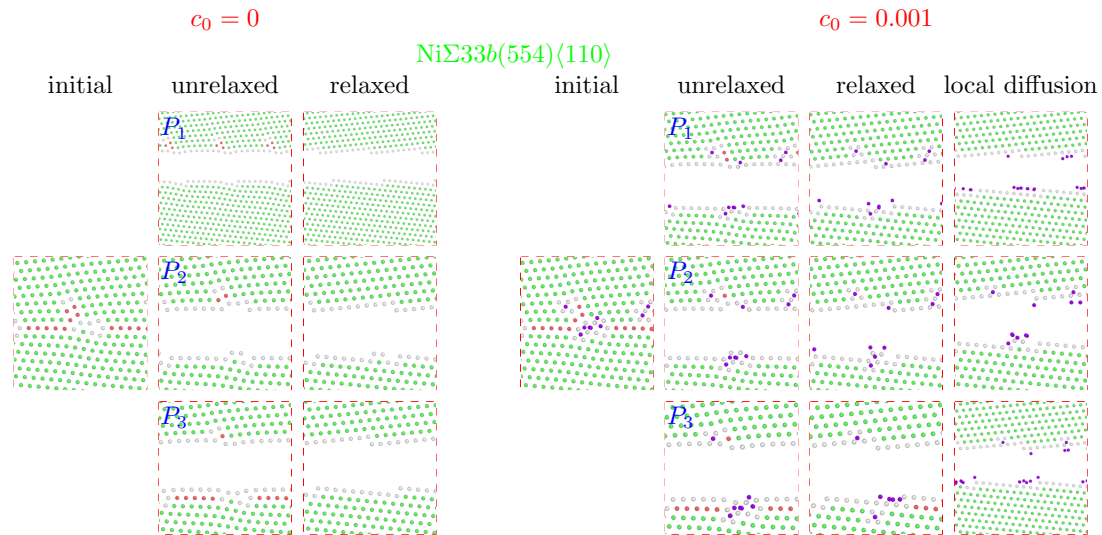 c₀ = 0 c₀ = 0.001
NiΣ33b(554)⟨110⟩
initial unrelaxed relaxed initial unrelaxed relaxed local diffusion
P₁ P₁
P₂ P₂
P₃ P₃